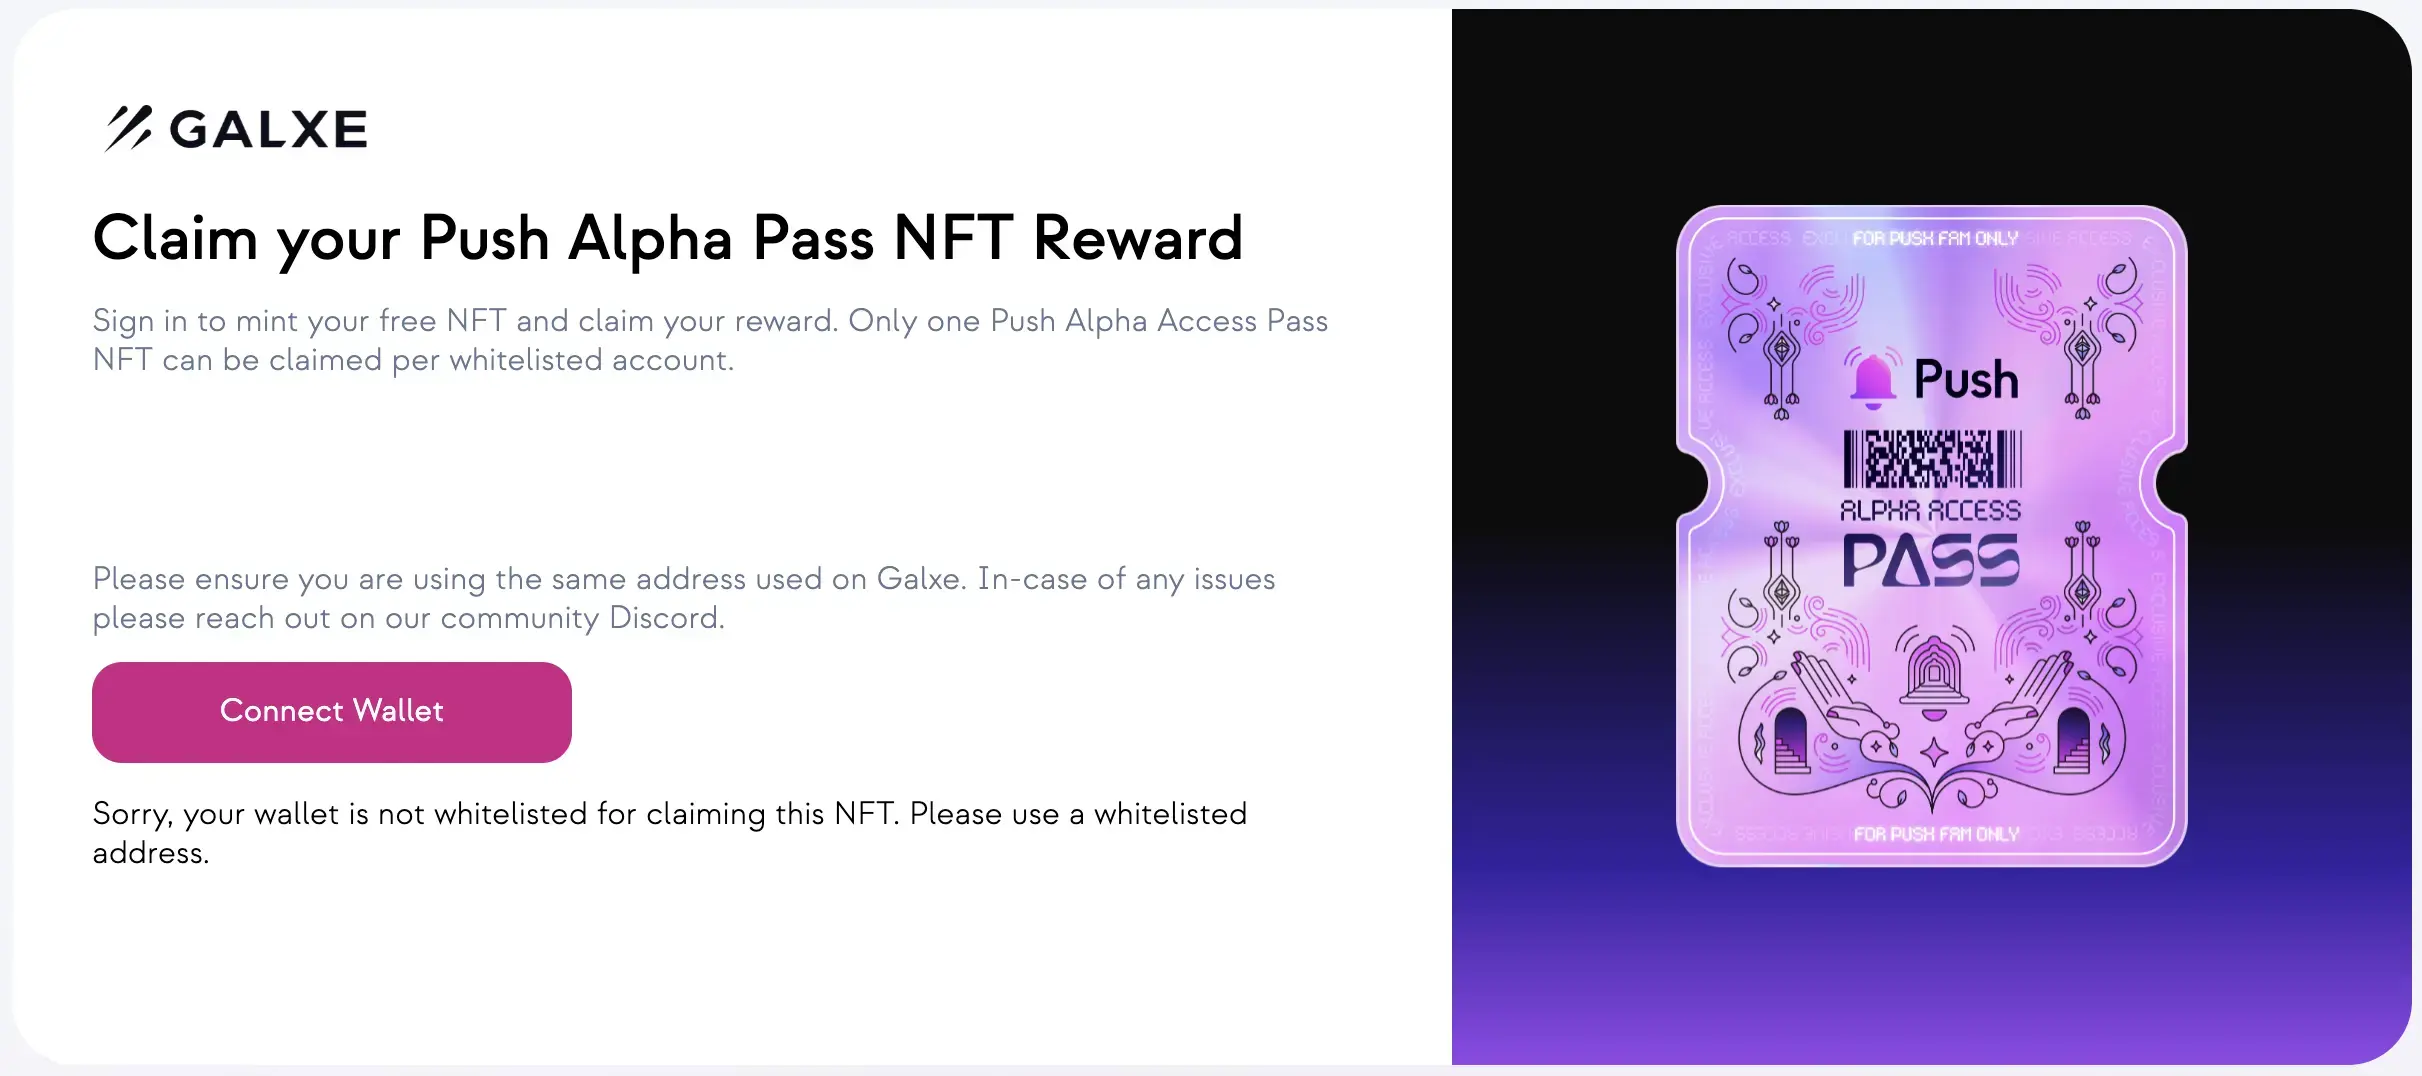 GALXE
Claim your Push Alpha Pass NFT Reward
Sign in to mint your free NFT and claim your reward. Only one Push Alpha Access Pass
NFT can be claimed per whitelisted account.
Please ensure you are using the same address used on Galxe. In-case of any issues
please reach out on our community Discord.
Connect Wallet
Sorry, your wallet is not whitelisted for claiming this NFT. Please use a whitelisted
address.
FOR PUSH FAM ONLY
Push
ALPHA ACCESS
PASS
FOR PUSH FAM ONLY